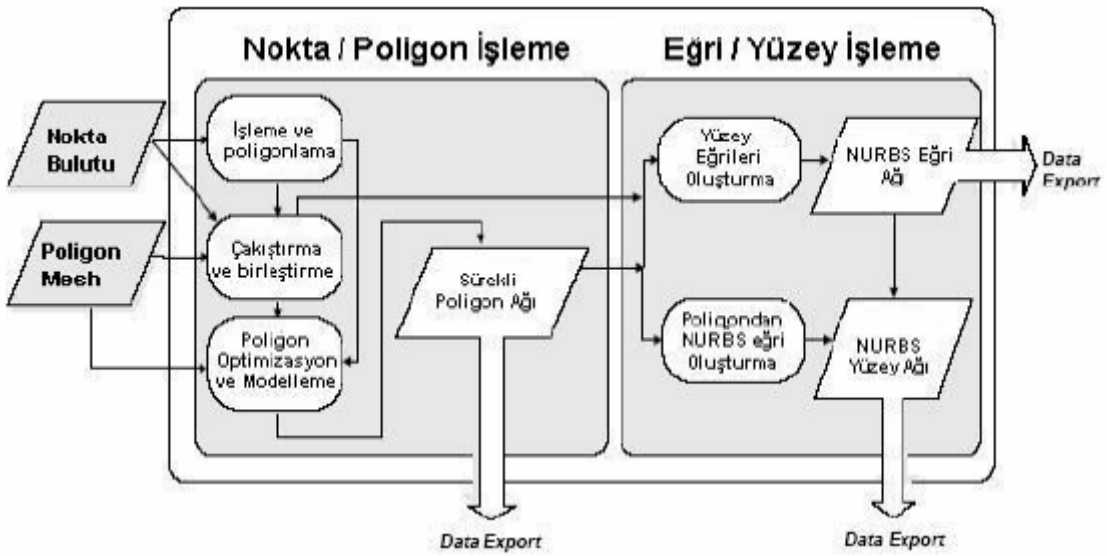 Nokta / Poligon İşleme
Eğri / Yüzey İşleme
Nokta
Bulutu
Poligon
Mesh
İşleme ve
poligonlama
Çakıştırma
ve birleştirme
Poligon
Optimizasyon
ve Modelleme
Sürekli
Poligon Ağı
Yüzey
Eğrileri
Oluşturma
NURBS Eğri
Ağı
Poligondan
NURBS eğri
Oluşturma
NURBS
Yüzey Ağı
Data
Export
Data Export
Data Export